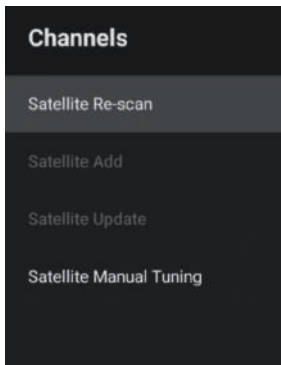 Channels
Satellite Re-scan
Satellite Add
Satellite Update
Satellite Manual Tuning